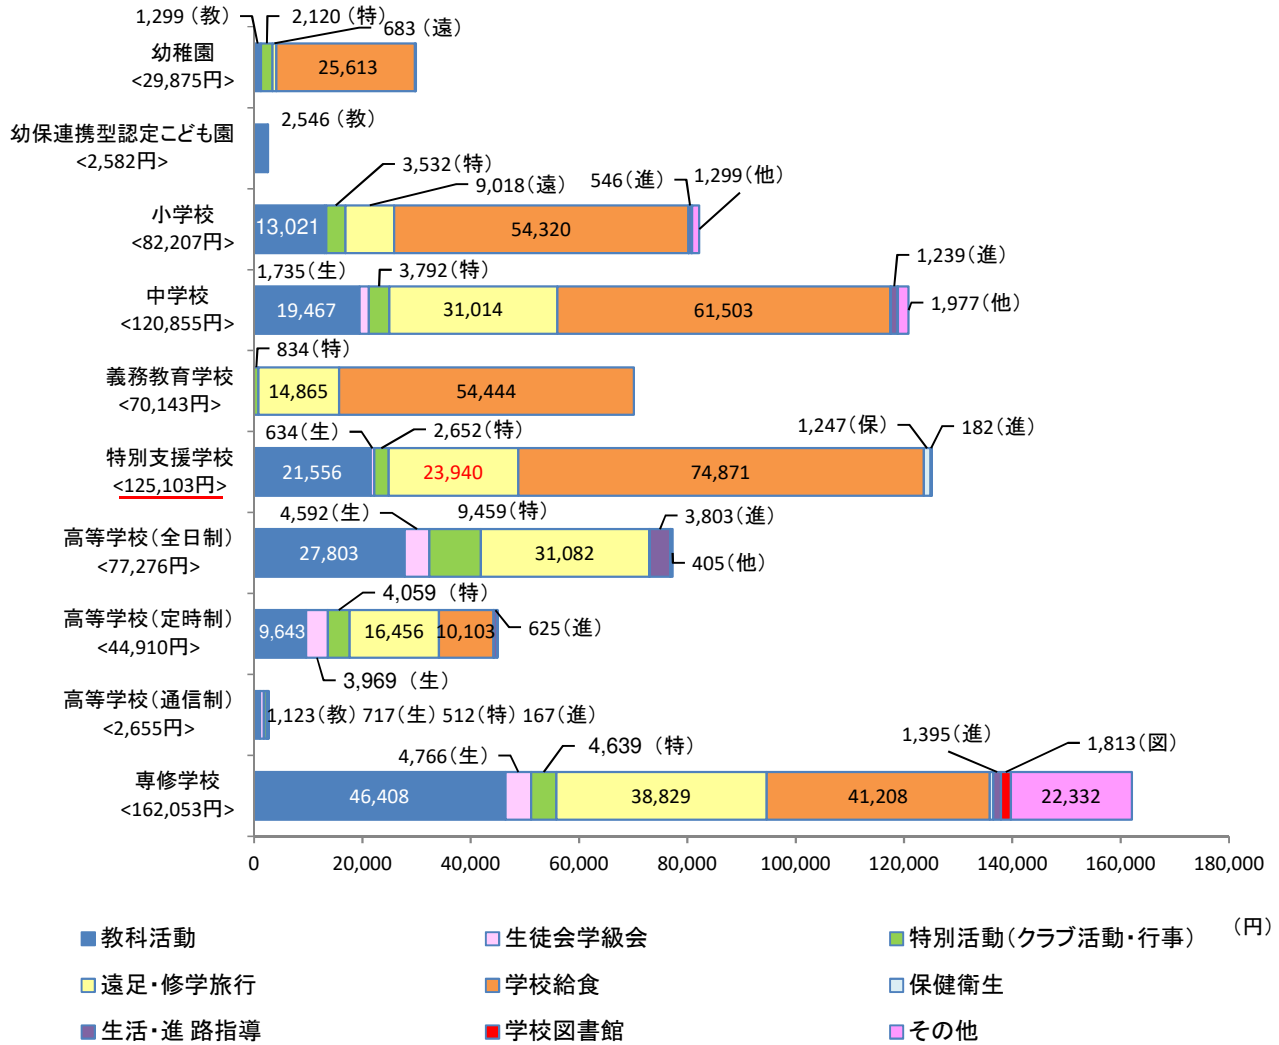 1,299（教）
2,120（特）
683（遠）
幼稚園
<29,875円>
25,613
幼保連携型認定こども園
<2,582円>
2,546（教）
3,532（特）
9,018（遠）
546（進）
1,299（他）
小学校
<82,207円>
13,021
54,320
1,735（生）
3,792（特）
1,239（進）
中学校
<120,855円>
19,467
31,014
61,503
1,977（他）
834（特）
義務教育学校
<70,143円>
14,865
54,444
634（生）
2,652（特）
1,247（保）
182（進）
特別支援学校
<125,103円>
21,556
23,940
74,871
4,592（生）
9,459（特）
3,803（進）
高等学校（全日制）
<77,276円>
27,803
31,082
405（他）
4,059（特）
高等学校（定時制）
<44,910円>
9,643
16,456
10,103
625（進）
3,969（生）
高等学校（通信制）
<2,655円>
1,123（教）717（生）512（特）167（進）
4,766（生）
4,639（特）
1,395（進）
1,813（図）
専修学校
<162,053円>
46,408
38,829
41,208
22,332
0 20,000 40,000 60,000 80,000 100,000 120,000 140,000 160,000 180,000
（円）
教科活動
生徒会学級会
特別活動（クラブ活動・行事）
遠足・修学旅行
学校給食
保健衛生
生活・進路指導
学校図書館
その他